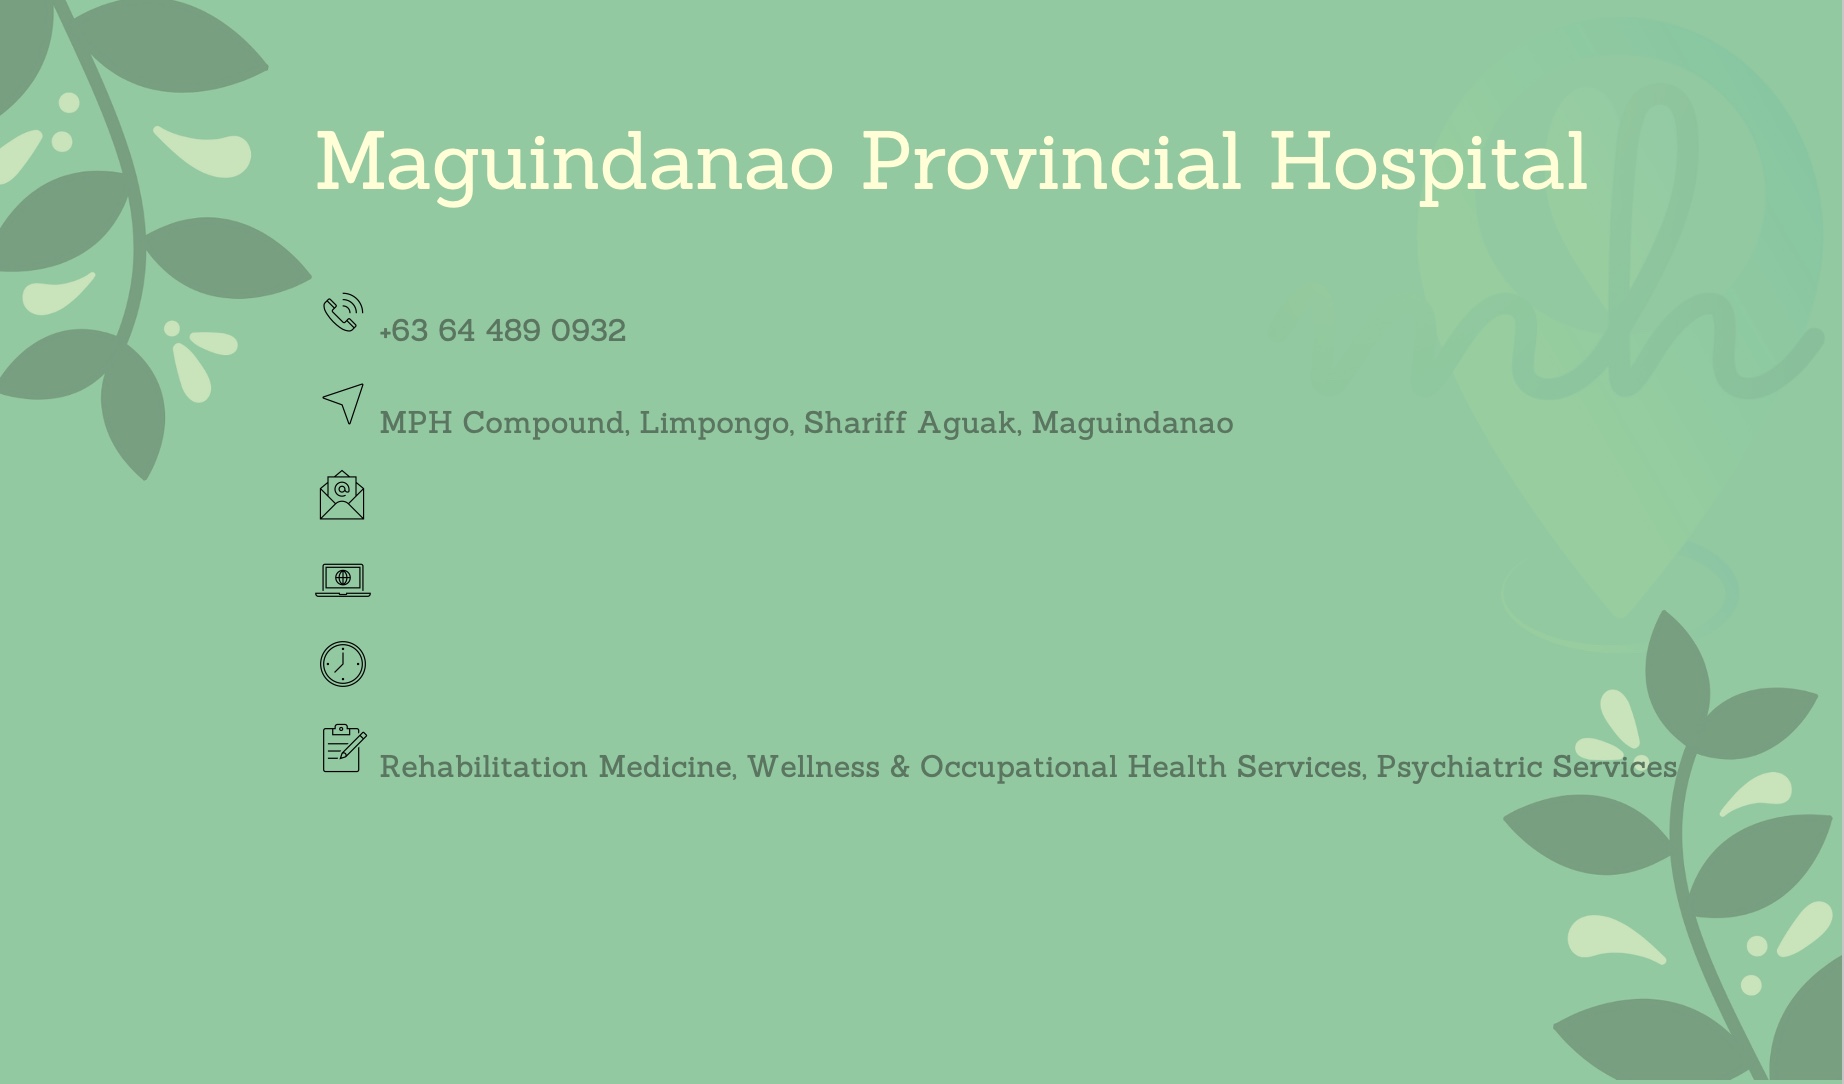 Maguindanao Provincial Hospital
+63 64 489 0932
MPH Compound, Limpongo, Shariff Aguak, Maguindanao
Rehabilitation Medicine, Wellness & Occupational Health Services, Psychiatric Services